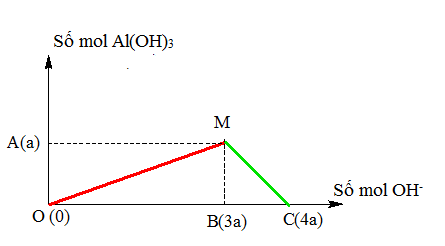 Số mol Al(OH)3
M
A(a)
Số mol OH-
O (0)
B(3a)
C(4a)